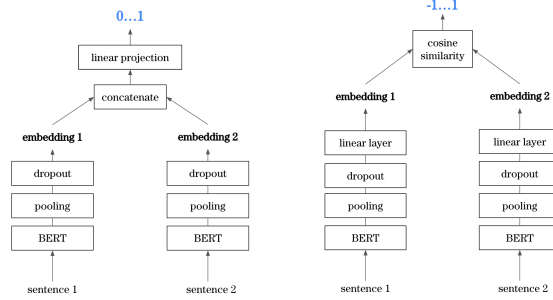 0...1
linear projection
concatenate
embedding 1
embedding 2
dropout
dropout
pooling
pooling
BERT
BERT
sentence 1
sentence 2
-1...1
cosine
similarity
embedding 1
embedding 2
linear layer
linear layer
dropout
dropout
pooling
pooling
BERT
BERT
sentence 1
sentence 2